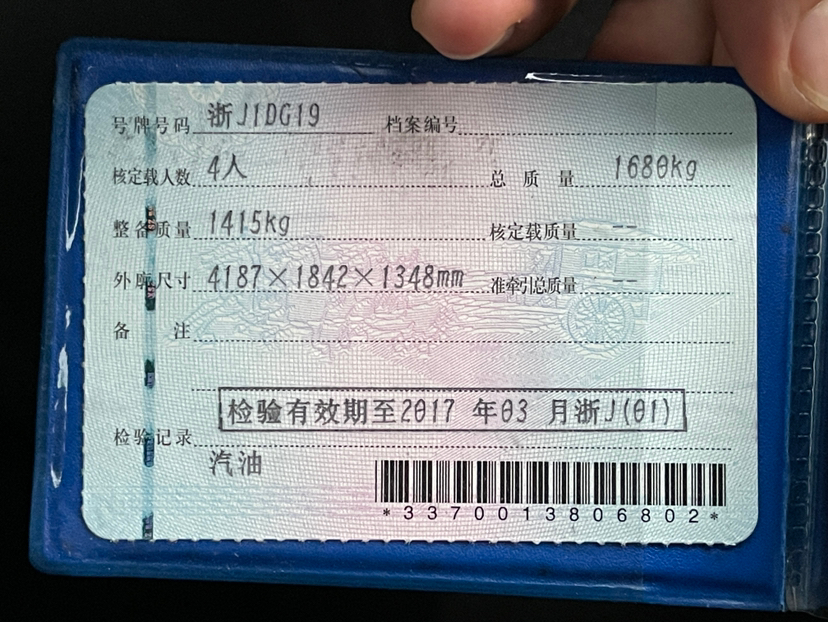 号牌号码 浙J1DG19 档案编号
核定载人数 4人 总质量 1680kg
整备质量 1415kg 核定载质量 --
外廓尺寸 4187×1842×1348mm 准牵引总质量 --
备注
检验有效期至2017 年03 月浙J(01)
检验记录
汽油
*3370013806802*